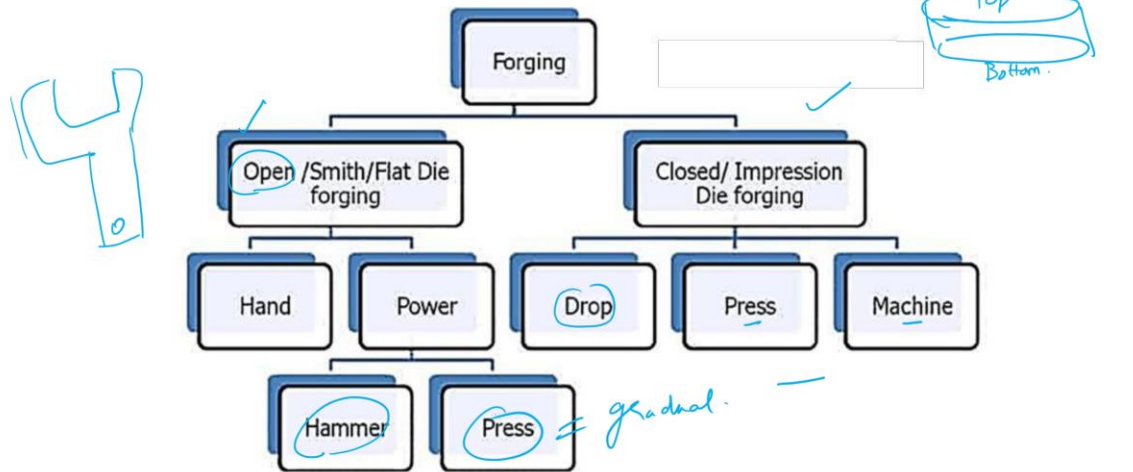 Top
Forging
Bottom.
Open /Smith/Flat Die
forging
Closed/ Impression
Die forging
Hand
Power
Drop
Press
Machine
Hammer
Press
= gradual.